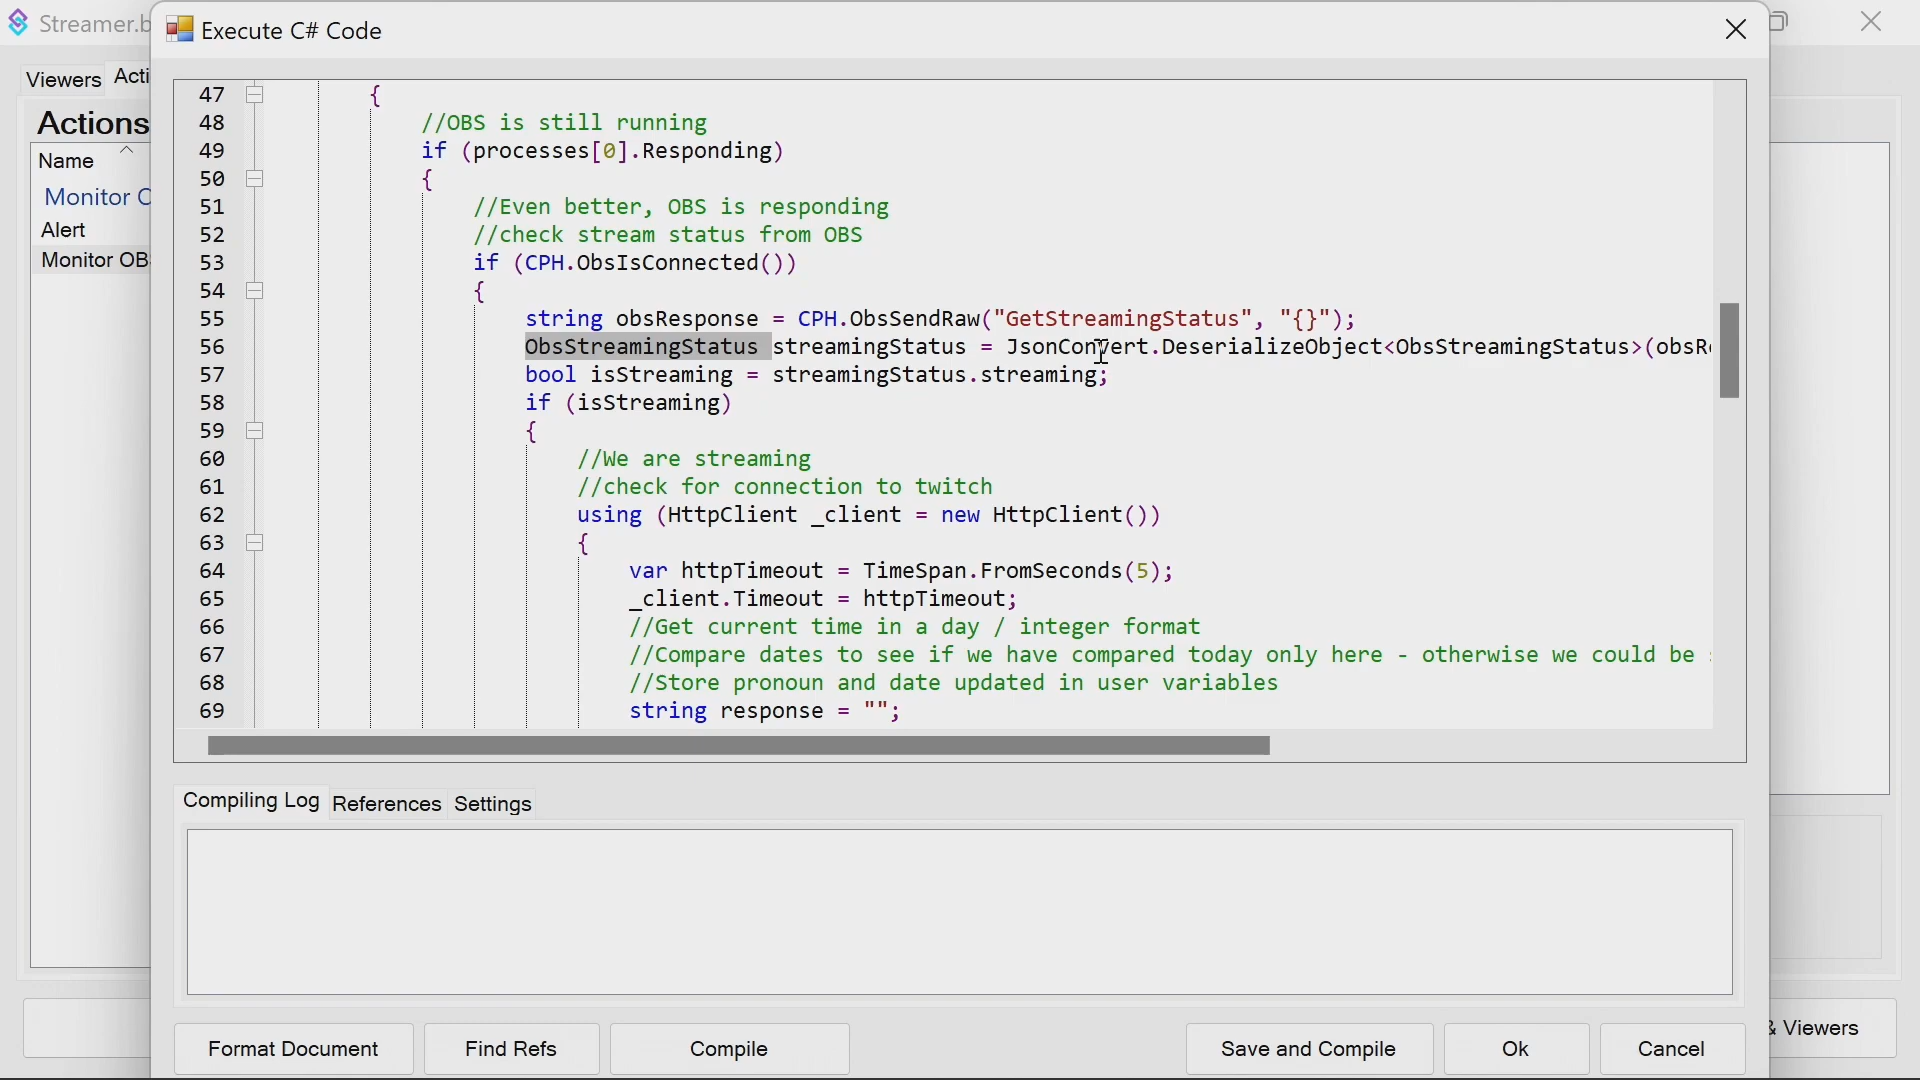 Streamer.b
Execute C# Code
Viewers
Acti
Actions
Name
Monitor O
Alert
Monitor OB
47 {
48 //OBS is still running
49 if (processes[0].Responding)
50 {
51 //Even better, OBS is responding
52 //check stream status from OBS
53 if (CPH.ObsIsConnected())
54 {
55 string obsResponse = CPH.ObsSendRaw("GetStreamingStatus", "{}");
56 ObsStreamingStatus streamingStatus = JsonConvert.DeserializeObject<ObsStreamingStatus>(obsR
57 bool isStreaming = streamingStatus.streaming;
58 if (isStreaming)
59 {
60 //We are streaming
61 //check for connection to twitch
62 using (HttpClient _client = new HttpClient())
63 {
64 var httpTimeout = TimeSpan.FromSeconds(5);
65 _client.Timeout = httpTimeout;
66 //Get current time in a day / integer format
67 //Compare dates to see if we have compared today only here - otherwise we could be
68 //Store pronoun and date updated in user variables
69 string response = "";
Compiling Log References Settings
Format Document Find Refs Compile Save and Compile Ok Cancel
& Viewers